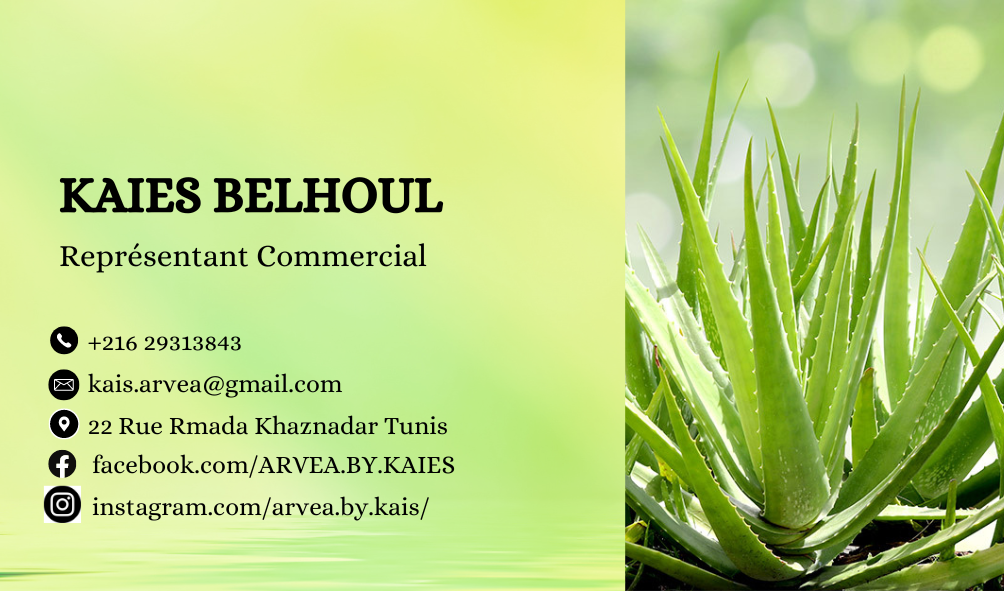 KAIES BELHOUL
Représentant Commercial
+216 29313843
kais.arvea@gmail.com
22 Rue Rmada Khaznadar Tunis
facebook.com/ARVEA.BY.KAIES
instagram.com/arvea.by.kais/